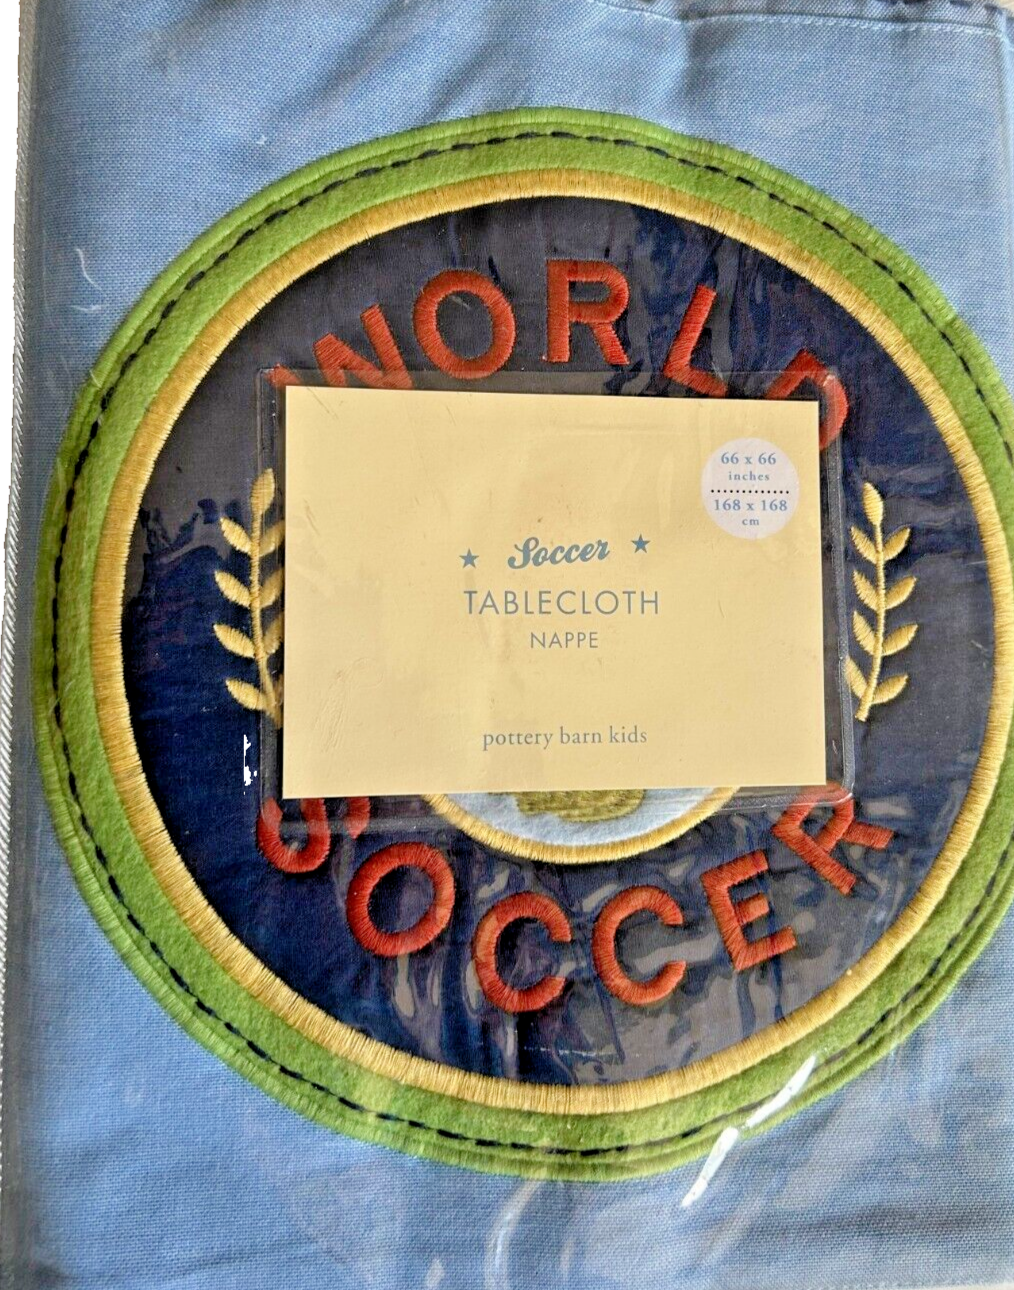 WORLD
66 x 66
inches
168 x 168
cm
Soccer
TABLECLOTH
NAPPE
pottery barn kids
SOCCER